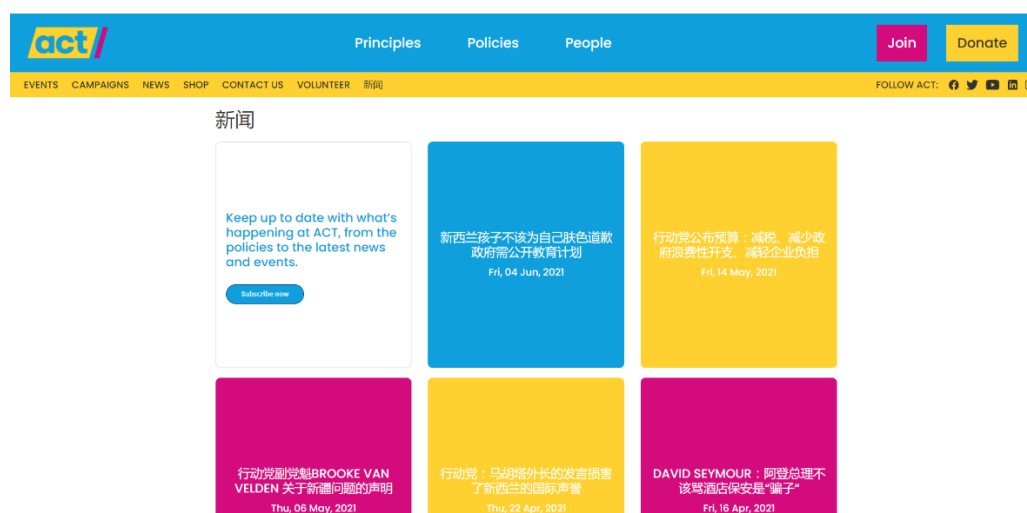 act
Principles Policies People
Join Donate
EVENTS CAMPAIGNS NEWS SHOP CONTACT US VOLUNTEER 新闻
FOLLOW ACT:
新闻
Keep up to date with what's
happening at ACT, from the
policies to the latest news
and events.
Subscribe now
新西兰孩子不该为自己肤色道歉
政府需公开教育计划
Fri, 04 Jun, 2021
行动党公布预算：减税、减少政
府浪费性开支、减轻企业负担
Fri, 14 May, 2021
行动党副党魁BROOKE VAN
VELDEN 关于新疆问题的声明
Thu, 06 May, 2021
行动党：马胡塔外长的发言损害
了新西兰的国际声誉
Thu, 22 Apr, 2021
DAVID SEYMOUR：阿登总理不
该骂酒店保安是“骗子”
Fri, 16 Apr, 2021